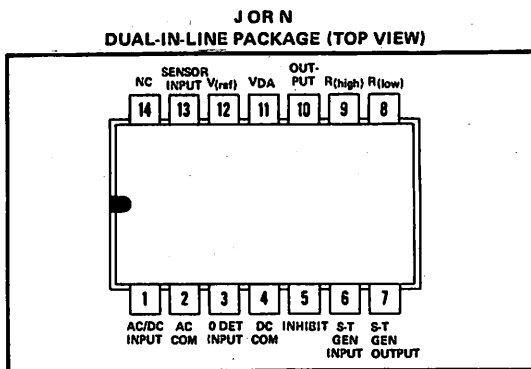 J OR N
DUAL-IN-LINE PACKAGE (TOP VIEW)
NC SENSOR INPUT V(ref) VDA OUT-PUT R(high) R(low)
14 13 12 11 10 9 8
1 2 3 4 5 6 7
AC/DC INPUT AC COM 0 DET INPUT DC COM INHIBIT S-T GEN INPUT S-T GEN OUTPUT